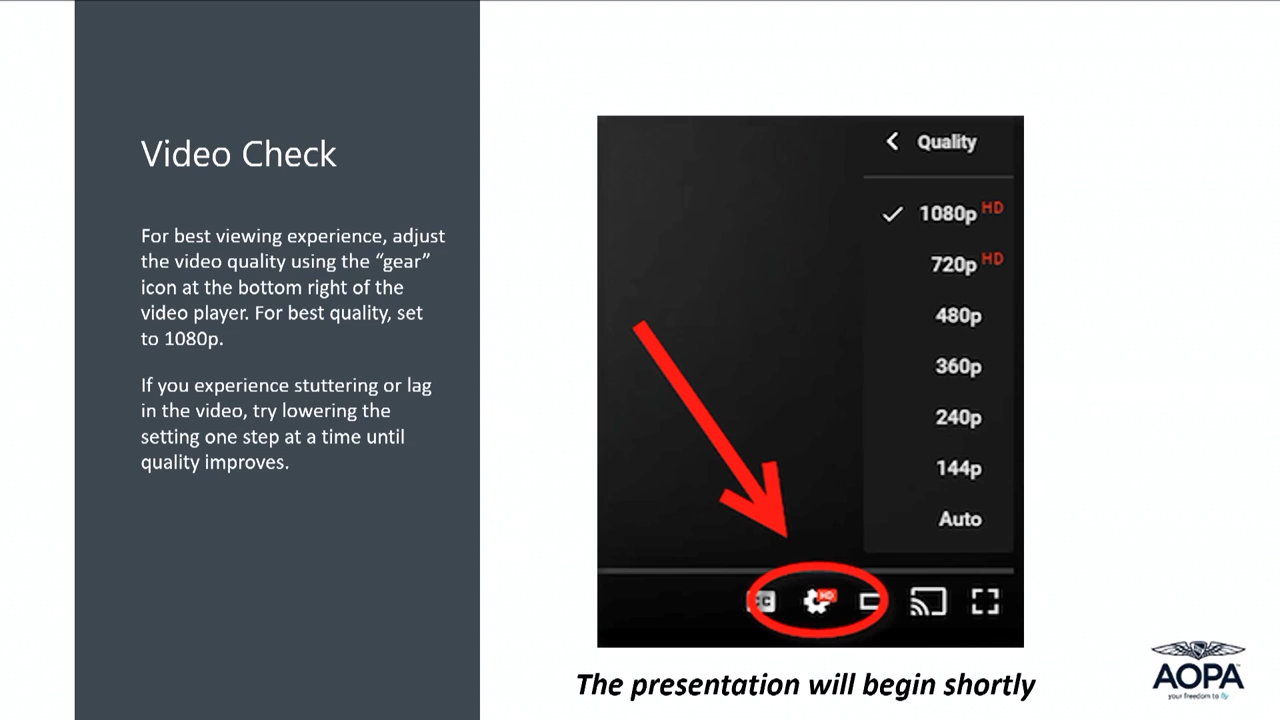 Video Check
For best viewing experience, adjust
the video quality using the “gear”
icon at the bottom right of the
video player. For best quality, set
to 1080p.
If you experience stuttering or lag
in the video, try lowering the
setting one step at a time until
quality improves.
Quality
1080p HD
720p HD
480p
360p
240p
144p
Auto
CC HD
The presentation will begin shortly
AOPA
your freedom to fly